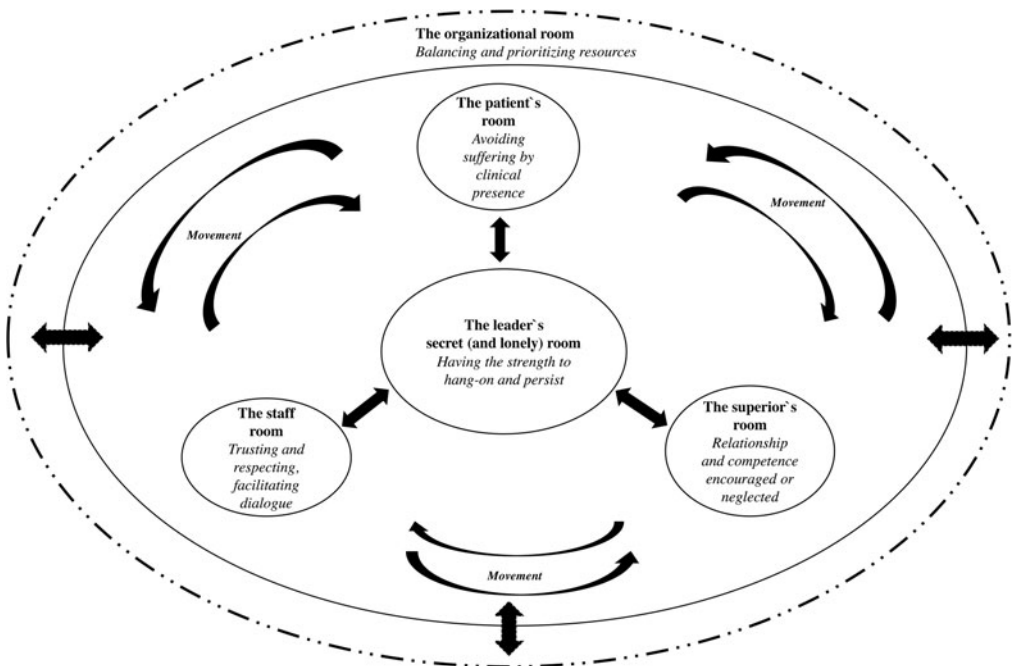 The organizational room
Balancing and prioritizing resources
The patient`s
room
Avoiding
suffering by
clinical
presence
Movement
Movement
The leader`s
secret (and lonely) room
Having the strength to
hang-on and persist
The staff
room
Trusting and
respecting,
facilitating
dialogue
The superior`s
room
Relationship
and competence
encouraged or
neglected
Movement